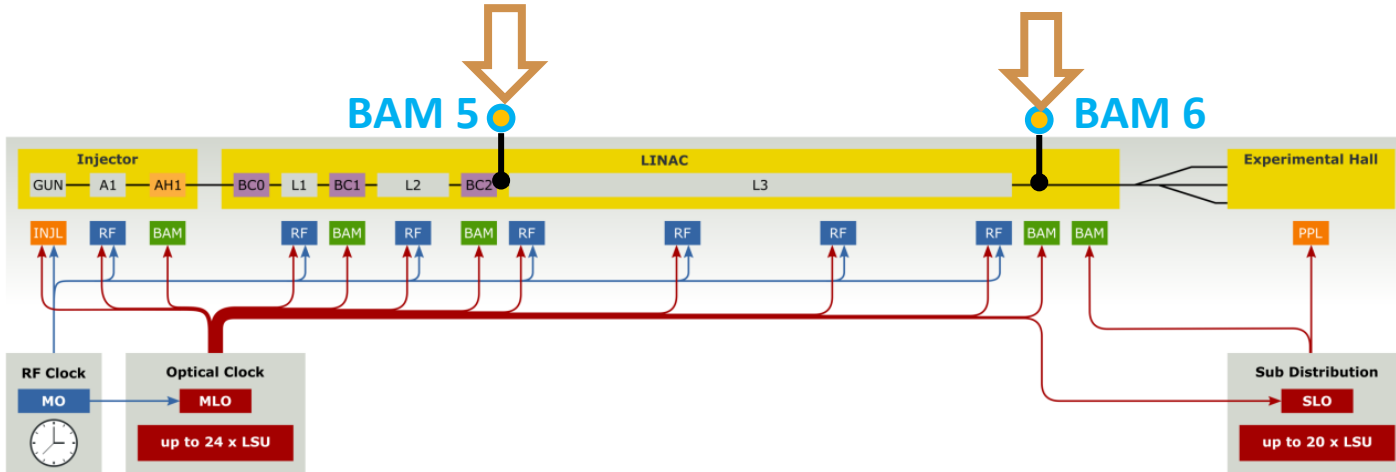 BAM 5
BAM 6
Injector
LINAC
Experimental Hall
GUN
A1
AH1
BC0
L1
BC1
L2
BC2
L3
INJL
RF
BAM
RF
BAM
RF
BAM
RF
RF
RF
RF
BAM
BAM
PPL
RF Clock
MO
Optical Clock
MLO
up to 24 x LSU
Sub Distribution
SLO
up to 20 x LSU